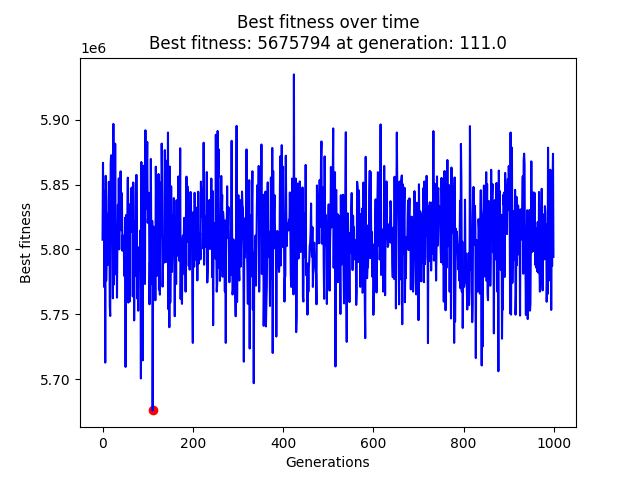 Best fitness over time
Best fitness: 5675794 at generation: 111.0
1e6
5.90
5.85
5.80
5.75
5.70
Best fitness
0 200 400 600 800 1000
Generations